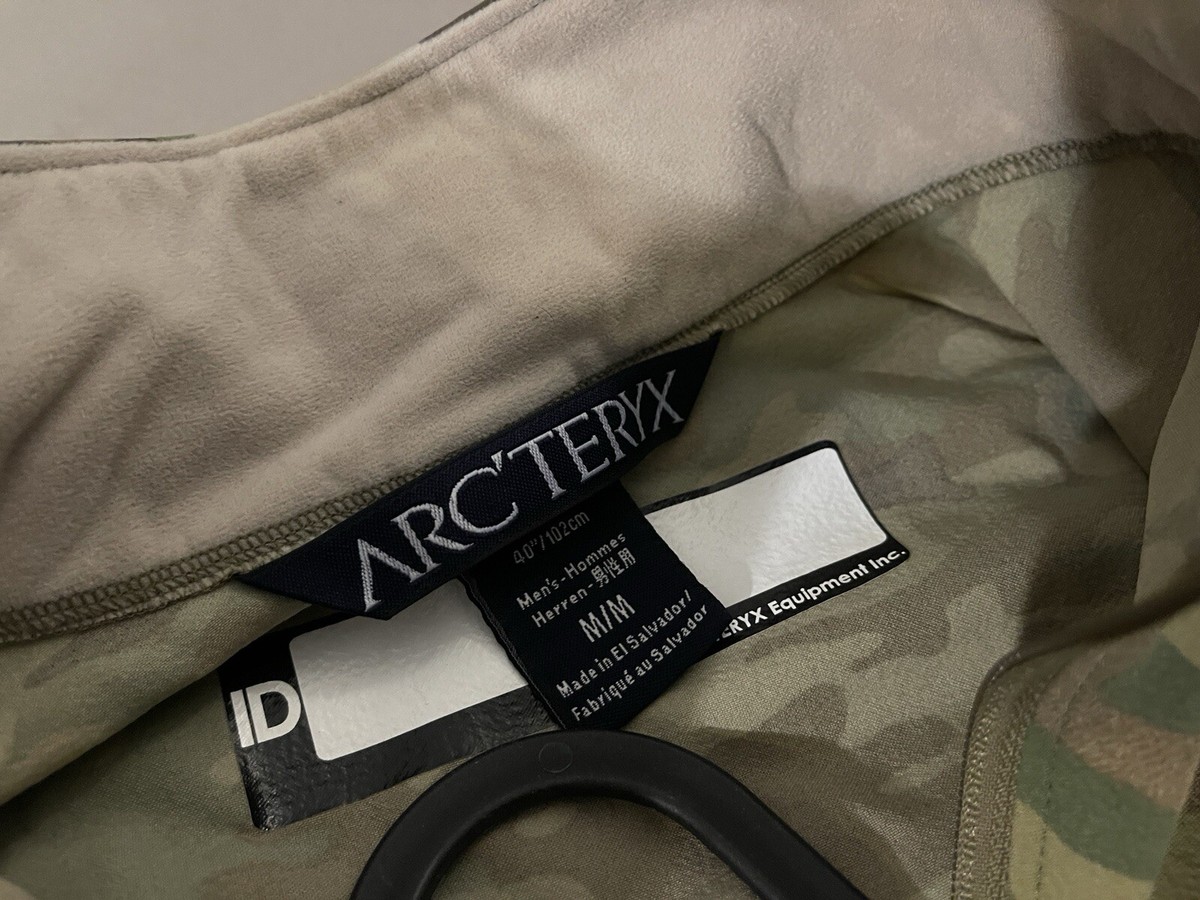 ARC'TERYX
40"/102cm
Men's-Hommes
Herren-男性用
M/M
Made in El Salvador/
Fabriqué au Salvador
ID
ERYX Equipment Inc.